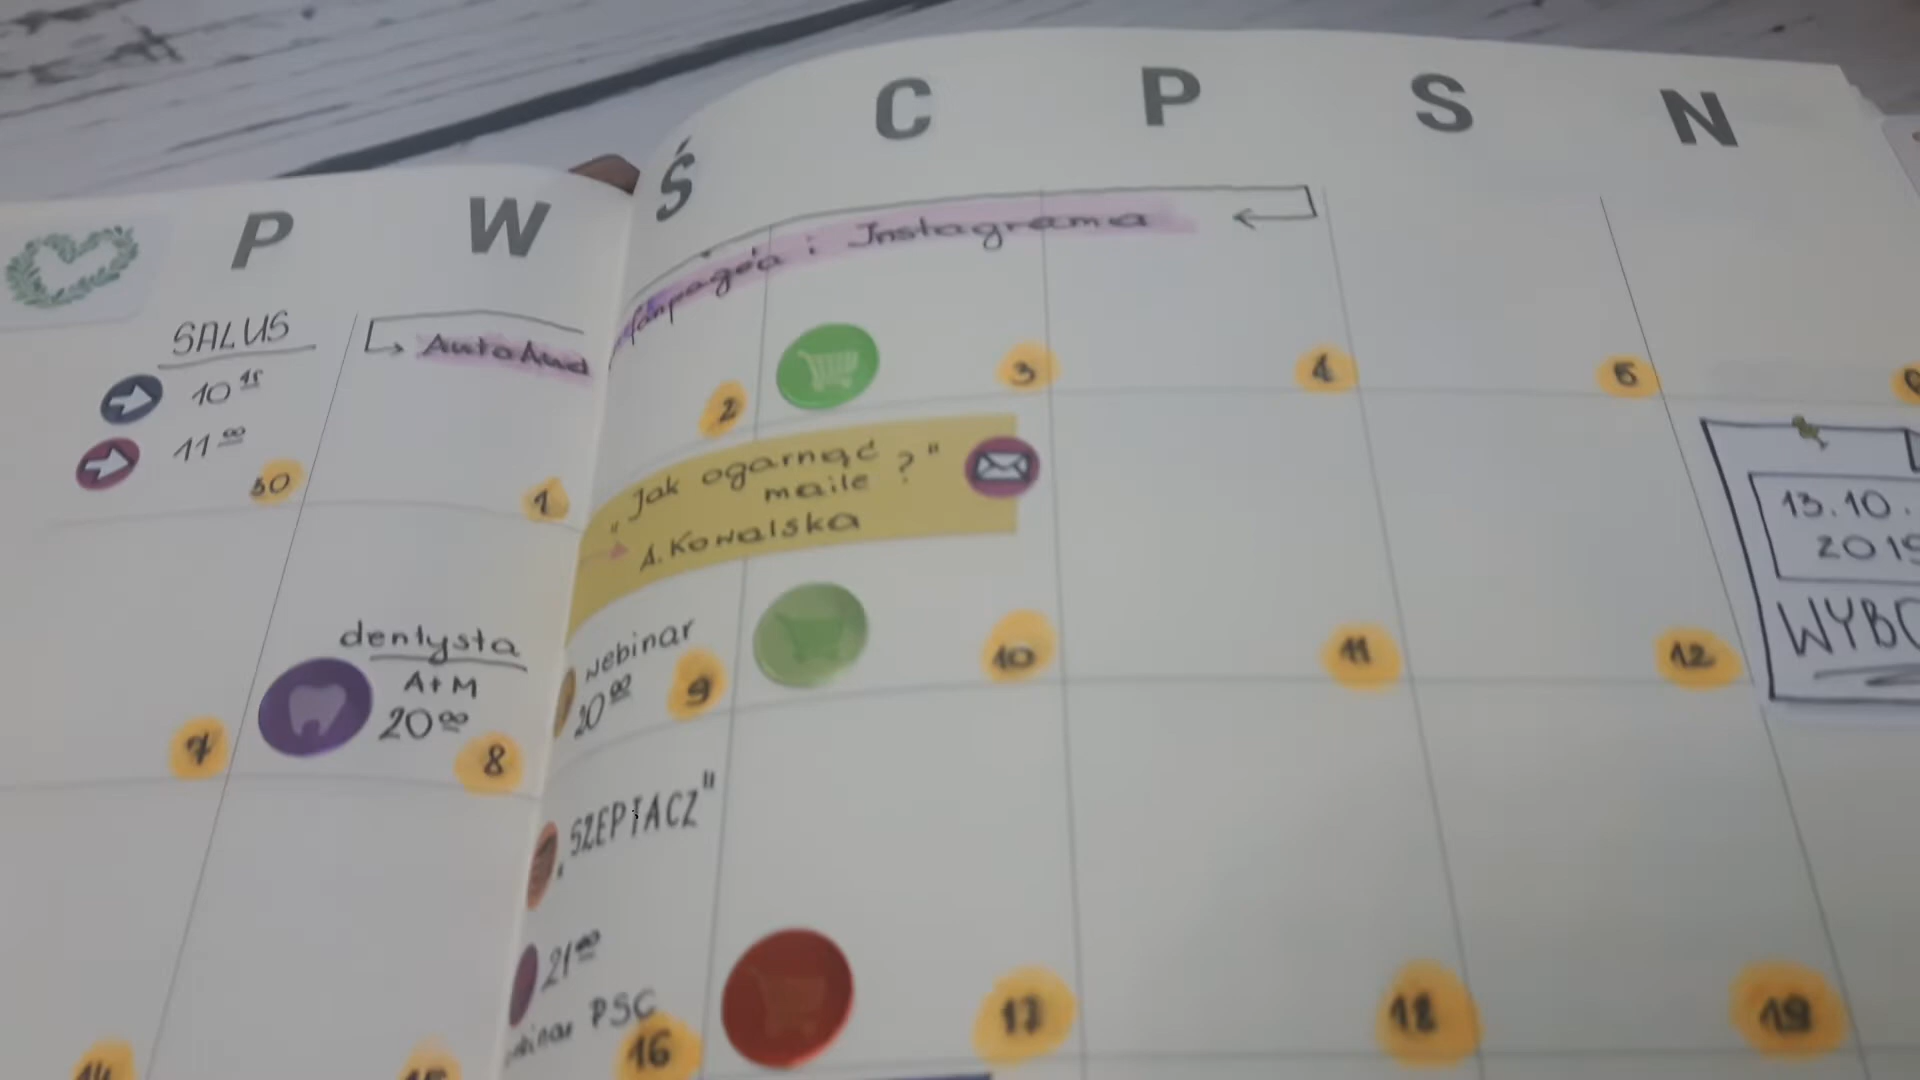 P W Ś C P S N
SALUS
10 15
11 00
30
fanpage'a i Instagrama
1
2
3
4
5
„Jak ogarnąć
maile ?"
A. Kowalska
13.10.
dentysta
A+M
20 00
7
8
webinar
20 00
9
10
11
12
„SZEPTACZ"
21 00
PSC
16
17
18
19